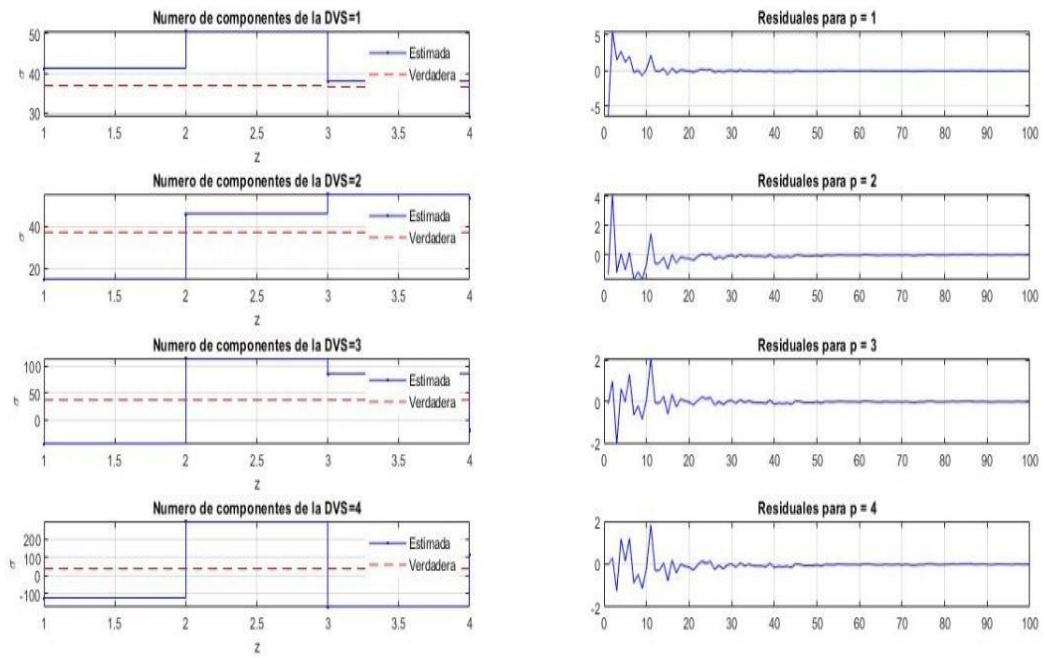 Numero de componentes de la DVS=1
50
40
30
σ
Estimada
Verdadera
1 1.5 2 2.5 3 3.5 4
z
Residuales para p = 1
5
0
-5
0 10 20 30 40 50 60 70 80 90 100
Numero de componentes de la DVS=2
40
20
σ
Estimada
Verdadera
1 1.5 2 2.5 3 3.5 4
z
Residuales para p = 2
4
2
0
0 10 20 30 40 50 60 70 80 90 100
Numero de componentes de la DVS=3
100
50
0
σ
Estimada
Verdadera
1 1.5 2 2.5 3 3.5 4
z
Residuales para p = 3
2
0
-2
0 10 20 30 40 50 60 70 80 90 100
Numero de componentes de la DVS=4
200
100
0
-100
σ
Estimada
Verdadera
1 1.5 2 2.5 3 3.5 4
z
Residuales para p = 4
2
0
-2
0 10 20 30 40 50 60 70 80 90 100